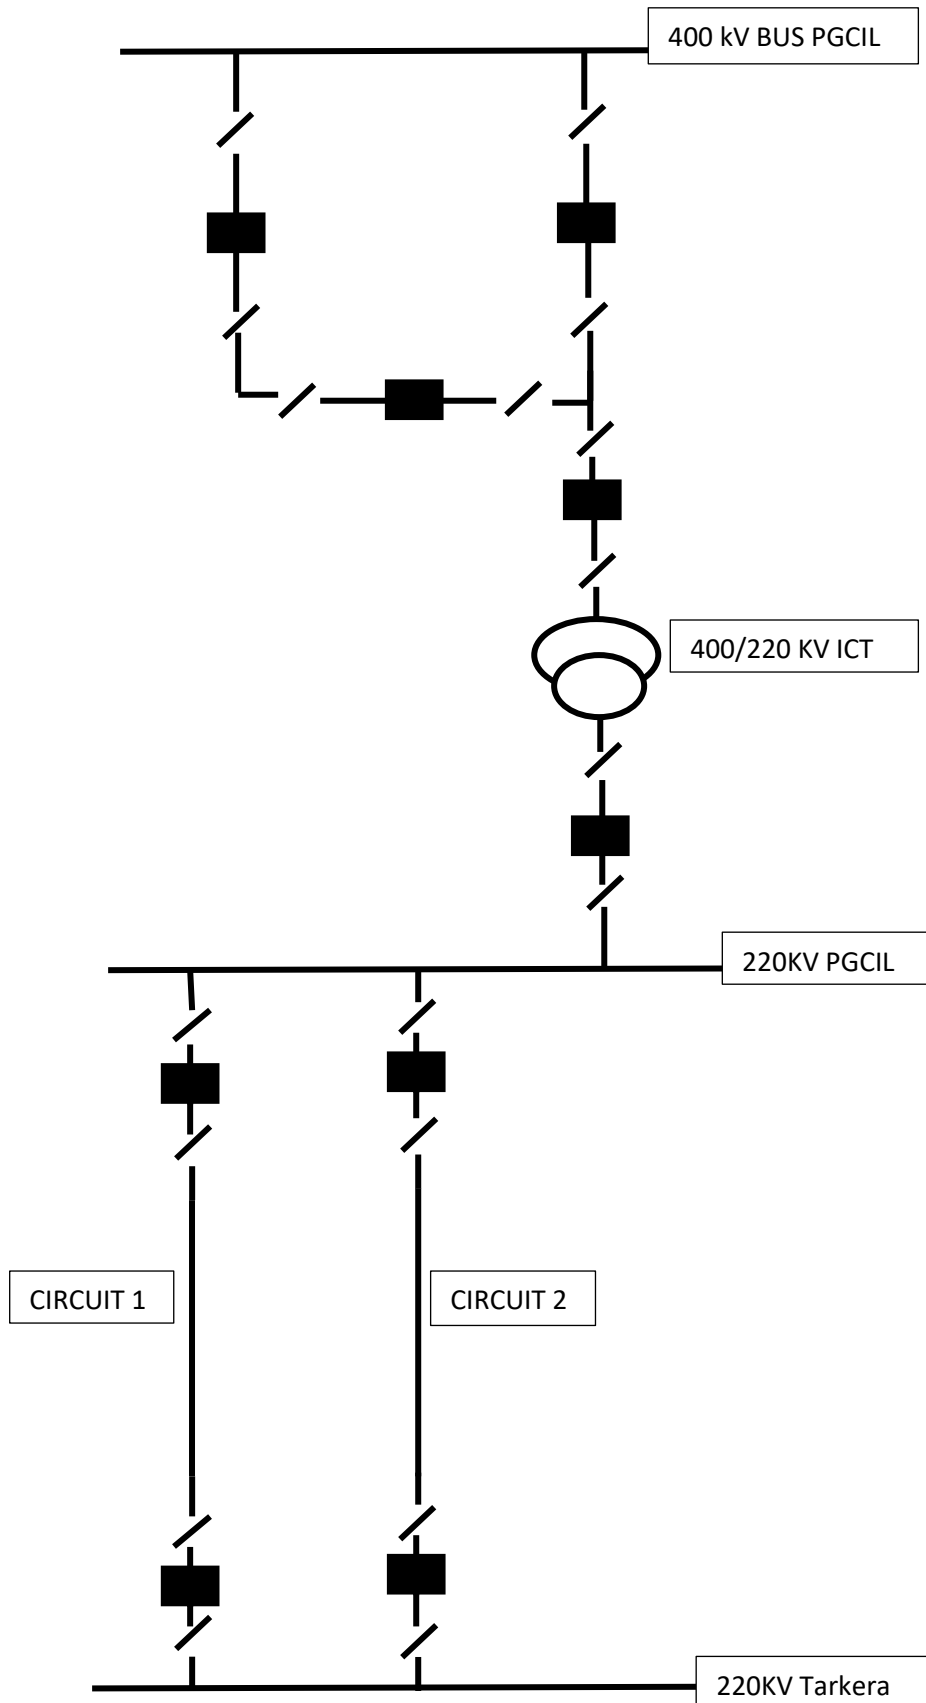 400 kV BUS PGCIL
400/220 KV ICT
220KV PGCIL
CIRCUIT 1
CIRCUIT 2
220KV Tarkera